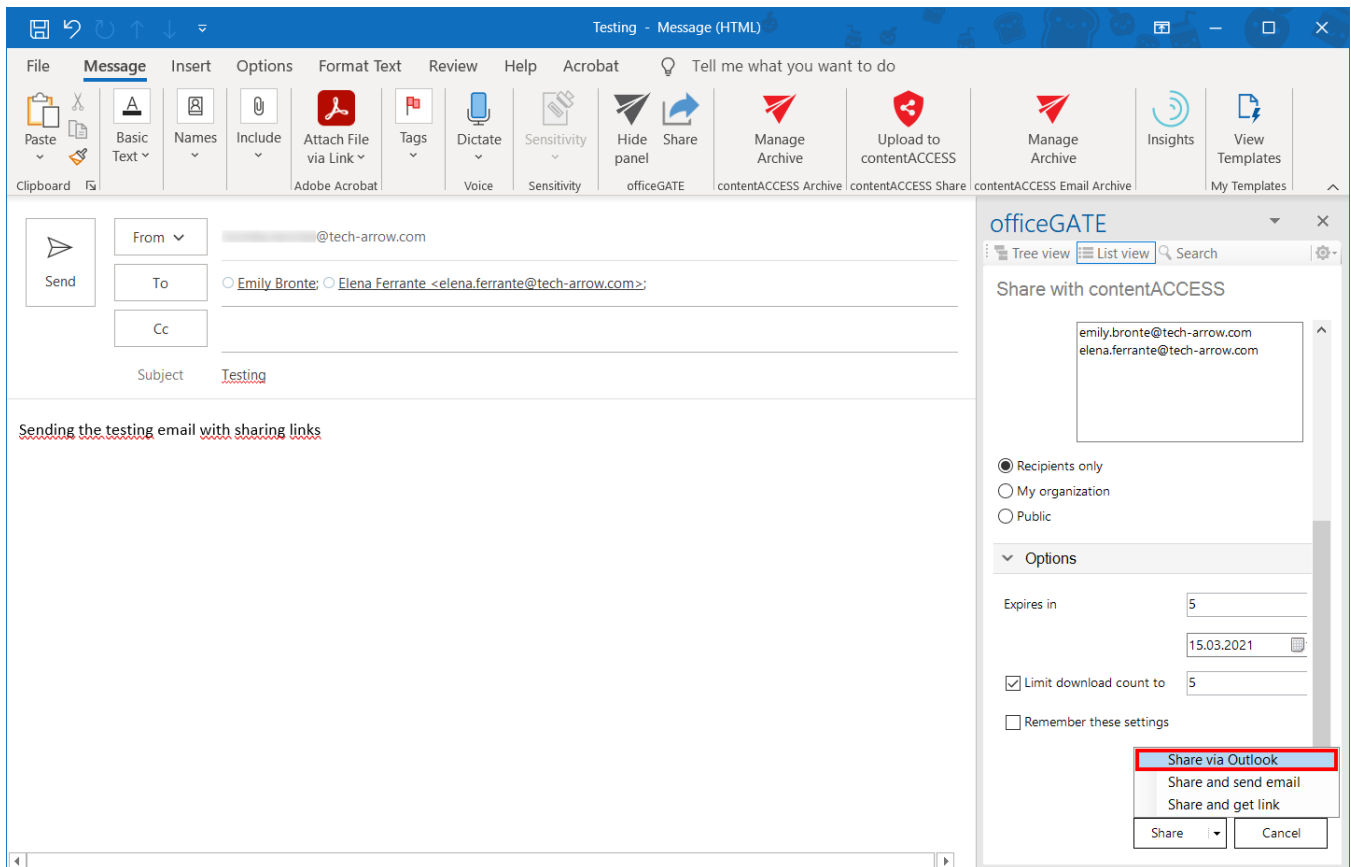 Testing - Message (HTML)
File Message Insert Options Format Text Review Help Acrobat Tell me what you want to do
Paste
Basic Text
Names
Include
Attach File via Link
Tags
Dictate
Sensitivity
Hide panel
Share
Manage Archive
Upload to contentACCESS
Manage Archive
Insights
View Templates
Clipboard Adobe Acrobat Voice Sensitivity officeGATE contentACCESS Archive contentACCESS Share contentACCESS Email Archive My Templates
Send
From @tech-arrow.com
To Emily Bronte; Elena Ferrante <elena.ferrante@tech-arrow.com>;
Cc
Subject Testing
Sending the testing email with sharing links
officeGATE
Tree view List view Search
Share with contentACCESS
emily.bronte@tech-arrow.com
elena.ferrante@tech-arrow.com
Recipients only
My organization
Public
Options
Expires in 5
15.03.2021
Limit download count to 5
Remember these settings
Share via Outlook
Share and send email
Share and get link
Share Cancel